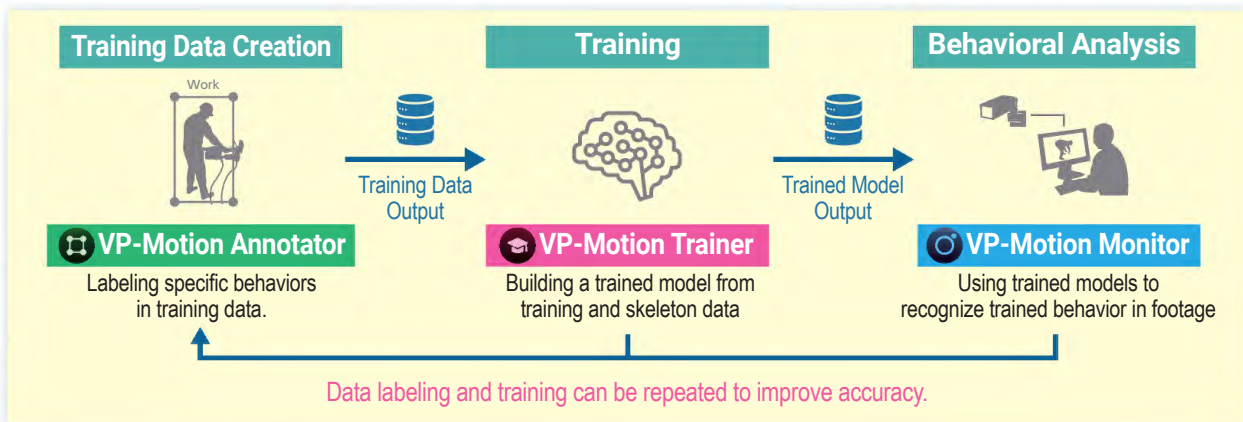 Training Data Creation
Training
Behavioral Analysis
Work
Training Data
Output
Trained Model
Output
VP-Motion Annotator
VP-Motion Trainer
VP-Motion Monitor
Labeling specific behaviors
in training data.
Building a trained model from
training and skeleton data
Using trained models to
recognize trained behavior in footage
Data labeling and training can be repeated to improve accuracy.